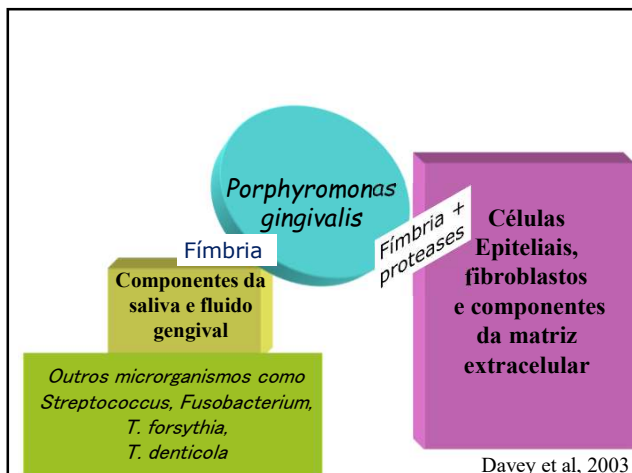 Porphyromonas
gingivalis
Fímbria
Fímbria +
proteases
Componentes da
saliva e fluido
gengival
Células
Epiteliais,
fibroblastos
e componentes
da matriz
extracelular
Outros microrganismos como
Streptococcus, Fusobacterium,
T. forsythia,
T. denticola
Davey et al, 2003